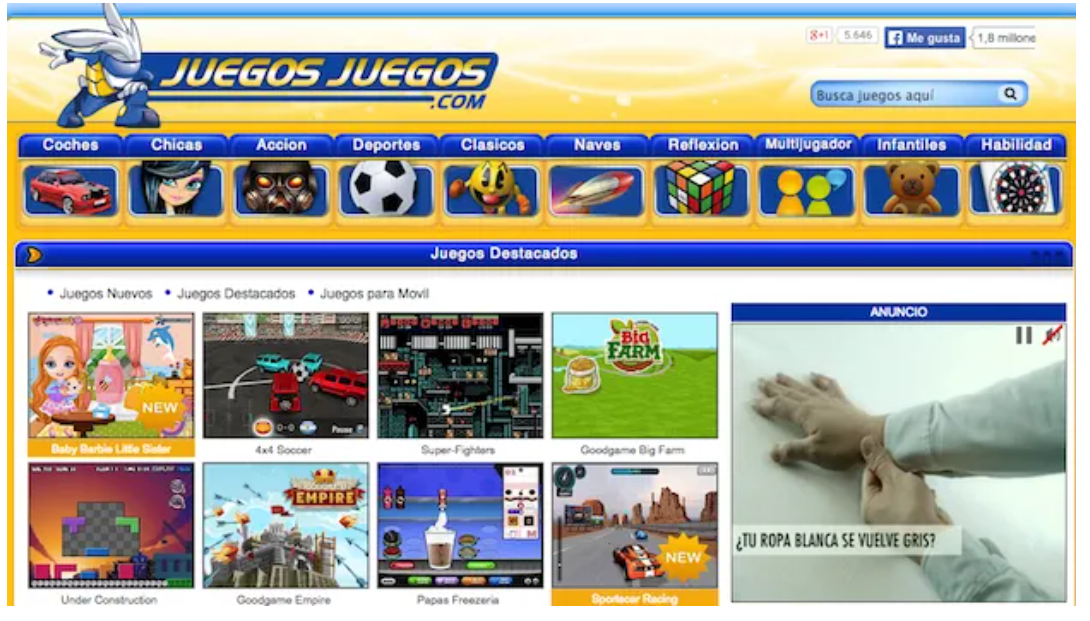 JUEGOS JUEGOS
.COM
g+1 5.646 f Me gusta 1,8 millone
Busca juegos aquí
Coches Chicas Accion Deportes Clasicos Naves Reflexion Multijugador Infantiles Habilidad
Juegos Destacados
• Juegos Nuevos • Juegos Destacados • Juegos para Movil
ANUNCIO
NEW
0-0
Pause
Big
FARM
Baby Barbie Little Sister
4x4 Soccer
Super-Fighters
Goodgame Big Farm
EMPIRE
NEW
¿TU ROPA BLANCA SE VUELVE GRIS?
Under Construction
Goodgame Empire
Papas Freezeria
Sportscar Racing